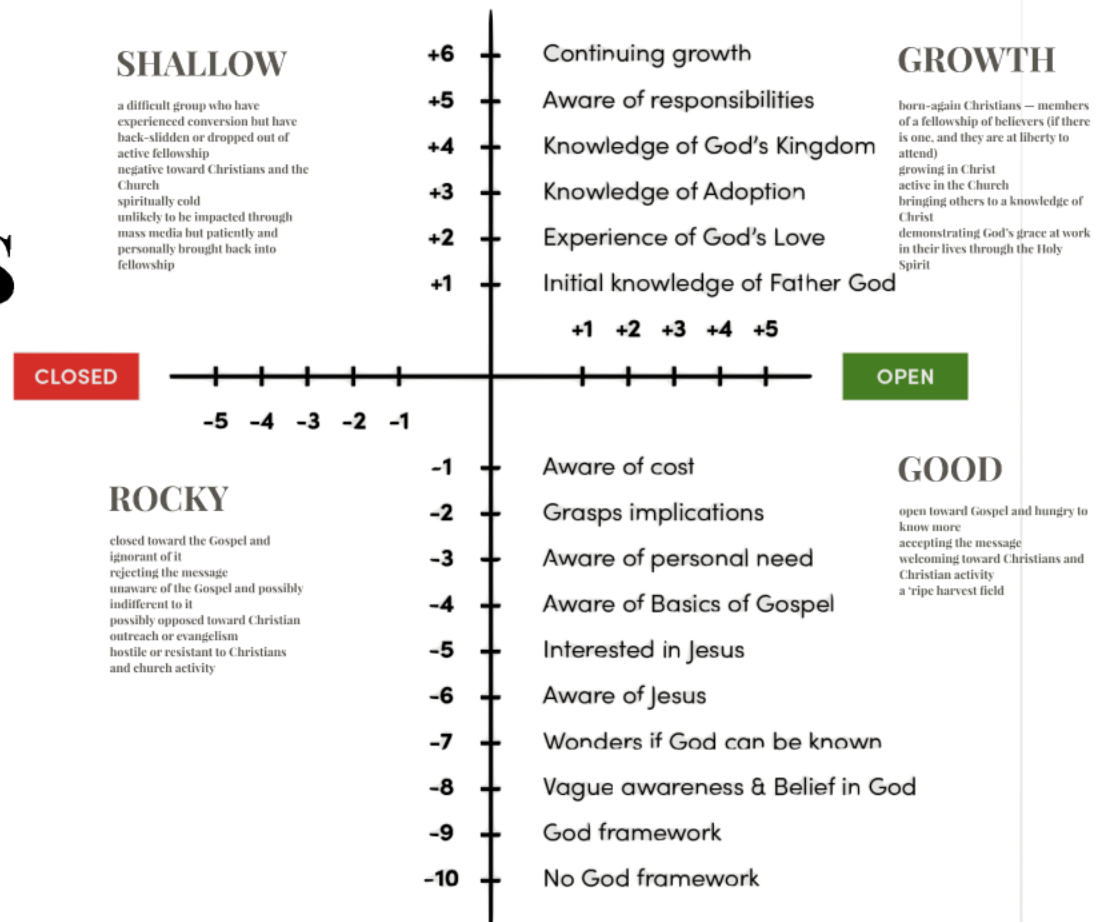 SHALLOW
a difficult group who have
experienced conversion but have
back-slidden or dropped out of
active fellowship
negative toward Christians and the
Church
spiritually cold
unlikely to be impacted through
mass media but patiently and
personally brought back into
fellowship
+6 Continuing growth
+5 Aware of responsibilities
+4 Knowledge of God's Kingdom
+3 Knowledge of Adoption
+2 Experience of God's Love
+1 Initial knowledge of Father God
GROWTH
born-again Christians — members
of a fellowship of believers (if there
is one, and they are at liberty to
attend)
growing in Christ
active in the Church
bringing others to a knowledge of
Christ
demonstrating God's grace at work
in their lives through the Holy
Spirit
S
+1 +2 +3 +4 +5
CLOSED
OPEN
-5 -4 -3 -2 -1
ROCKY
closed toward the Gospel and
ignorant of it
rejecting the message
unaware of the Gospel and possibly
indifferent to it
possibly opposed toward Christian
outreach or evangelism
hostile or resistant to Christians
and church activity
-1 Aware of cost
-2 Grasps implications
-3 Aware of personal need
-4 Aware of Basics of Gospel
-5 Interested in Jesus
-6 Aware of Jesus
-7 Wonders if God can be known
-8 Vague awareness & Belief in God
-9 God framework
-10 No God framework
GOOD
open toward Gospel and hungry to
know more
accepting the message
welcoming toward Christians and
Christian activity
a 'ripe harvest field